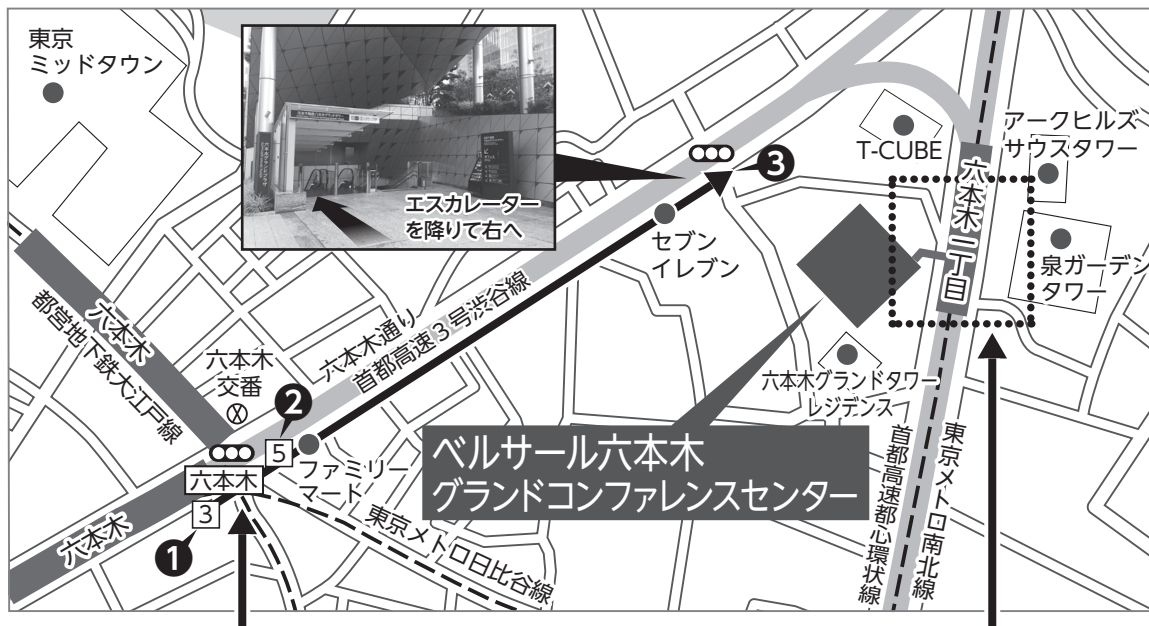 東京
ミッドタウン
エスカレーター
を降りて右へ
3
T-CUBE
アークヒルズ
サウスタワー
六本木一丁目
セブン
イレブン
泉ガーデン
タワー
六本木
都営地下鉄大江戸線
六本木通り
首都高速3号渋谷線
六本木
交番
2
5
ファミリー
マート
六本木
3
1
六本木
東京メトロ日比谷線
六本木グランドタワー
レジデンス
ベルサール六本木
グランドコンファレンスセンター
首都高速都心環状線
東京メトロ南北線